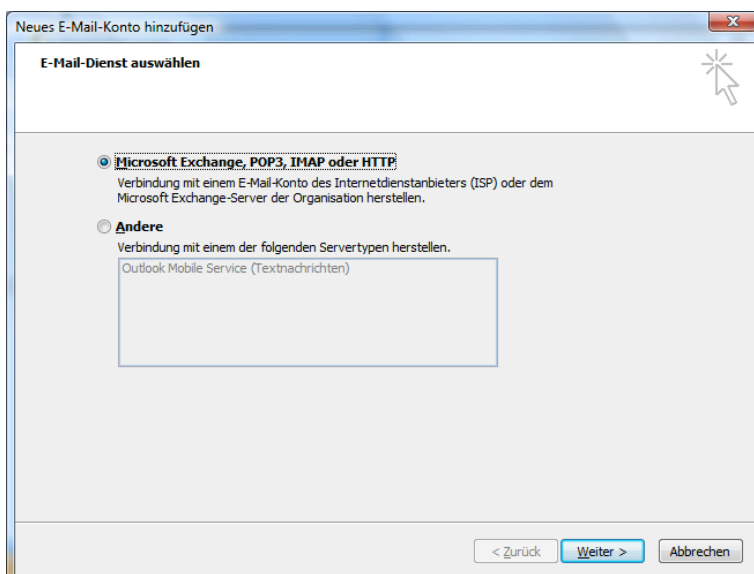 Neues E-Mail-Konto hinzufügen
E-Mail-Dienst auswählen
Microsoft Exchange, POP3, IMAP oder HTTP
Verbindung mit einem E-Mail-Konto des Internetdienstanbieters (ISP) oder dem
Microsoft Exchange-Server der Organisation herstellen.
Andere
Verbindung mit einem der folgenden Servertypen herstellen.
Outlook Mobile Service (Textnachrichten)
< Zurück
Weiter >
Abbrechen